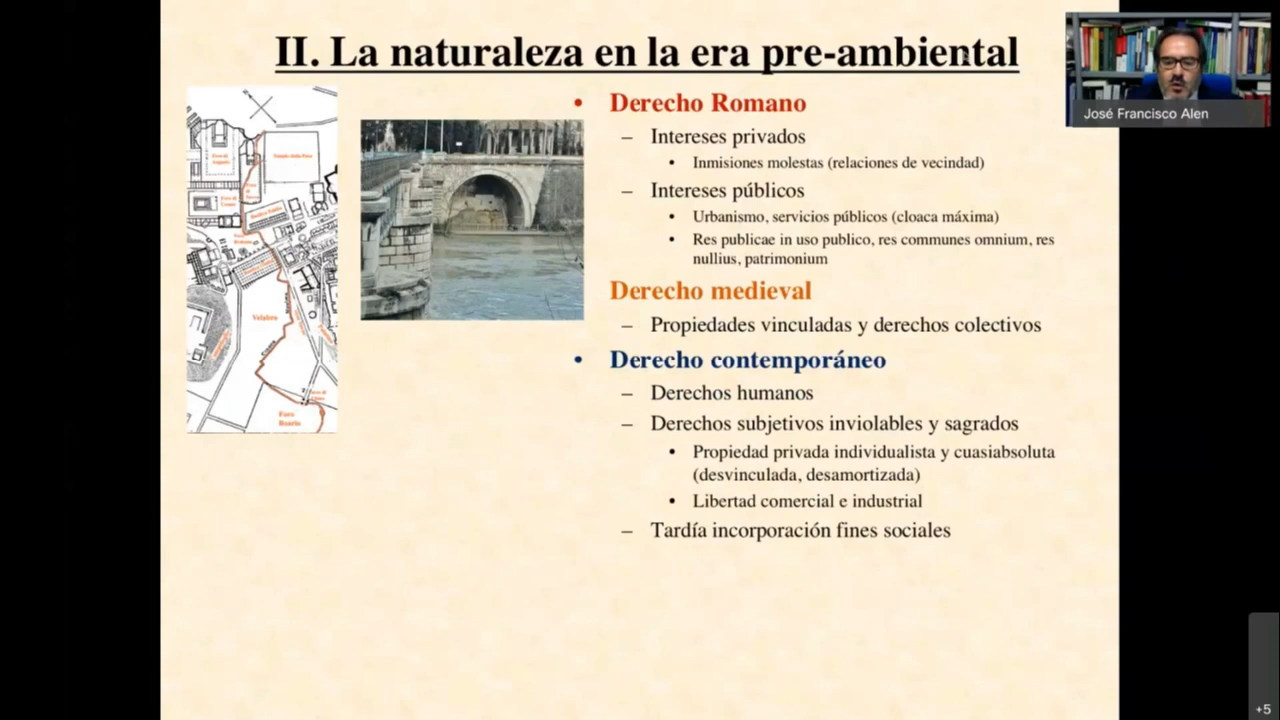 II. La naturaleza en la era pre-ambiental
José Francisco Alen
• Derecho Romano
– Intereses privados
• Inmisiones molestas (relaciones de vecindad)
– Intereses públicos
• Urbanismo, servicios públicos (cloaca máxima)
• Res publicae in uso publico, res communes omnium, res
nullius, patrimonium
Derecho medieval
– Propiedades vinculadas y derechos colectivos
• Derecho contemporáneo
– Derechos humanos
– Derechos subjetivos inviolables y sagrados
• Propiedad privada individualista y cuasiabsoluta
(desvinculada, desamortizada)
• Libertad comercial e industrial
– Tardía incorporación fines sociales
Velabro
Foro
Boario
+5